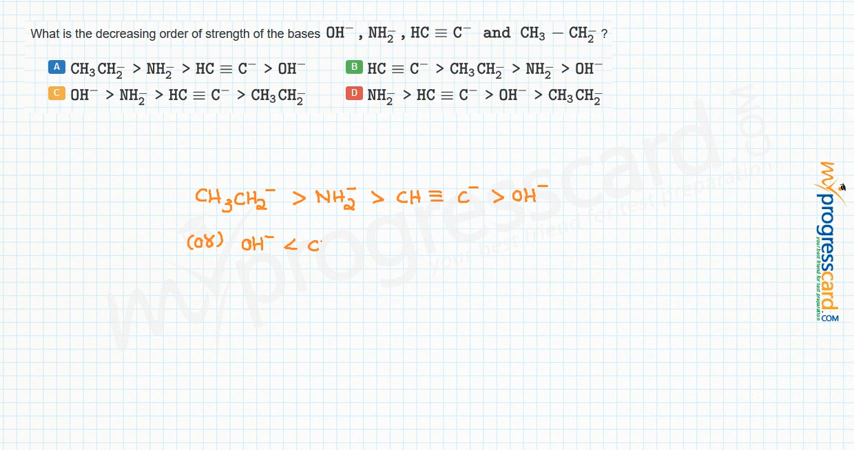 What is the decreasing order of strength of the bases OH⁻ , NH₂⁻ , HC ≡ C⁻ and CH₃ − CH₂⁻ ?
A CH₃CH₂⁻ > NH₂⁻ > HC ≡ C⁻ > OH⁻
B HC ≡ C⁻ > CH₃CH₂⁻ > NH₂⁻ > OH⁻
C OH⁻ > NH₂⁻ > HC ≡ C⁻ > CH₃CH₂⁻
D NH₂⁻ > HC ≡ C⁻ > OH⁻ > CH₃CH₂⁻
CH₃CH₂⁻ > NH₂⁻ > CH ≡ C⁻ > OH⁻
(or) OH⁻ < C
myprogresscard
.COM
your best friend for test preparation